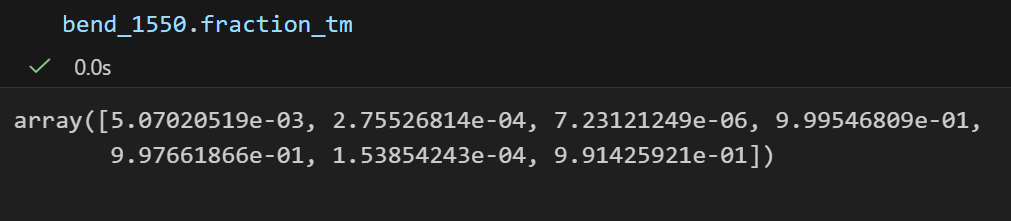 bend_1550.fraction_tm
0.0s
array([5.07020519e-03, 2.75526814e-04, 7.23121249e-06, 9.99546809e-01,
9.97661866e-01, 1.53854243e-04, 9.91425921e-01])